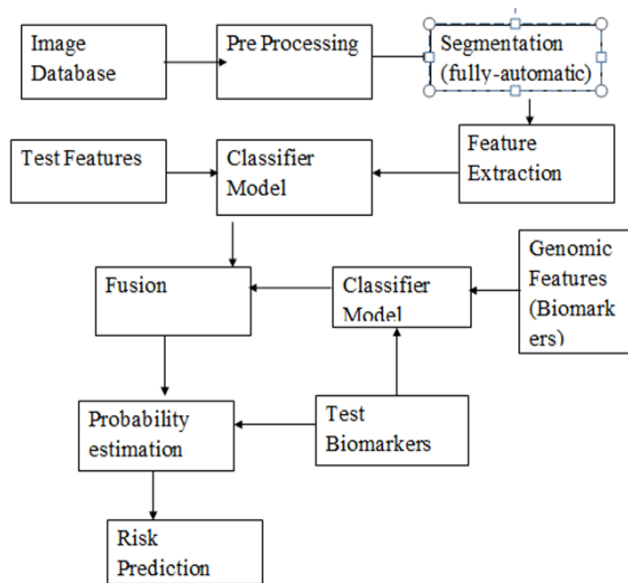 Image
Database
Pre Processing
Segmentation
(fully-automatic)
Test Features
Classifier
Model
Feature
Extraction
Fusion
Classifier
Model
Genomic
Features
(Biomark
ers)
Probability
estimation
Test
Biomarkers
Risk
Prediction